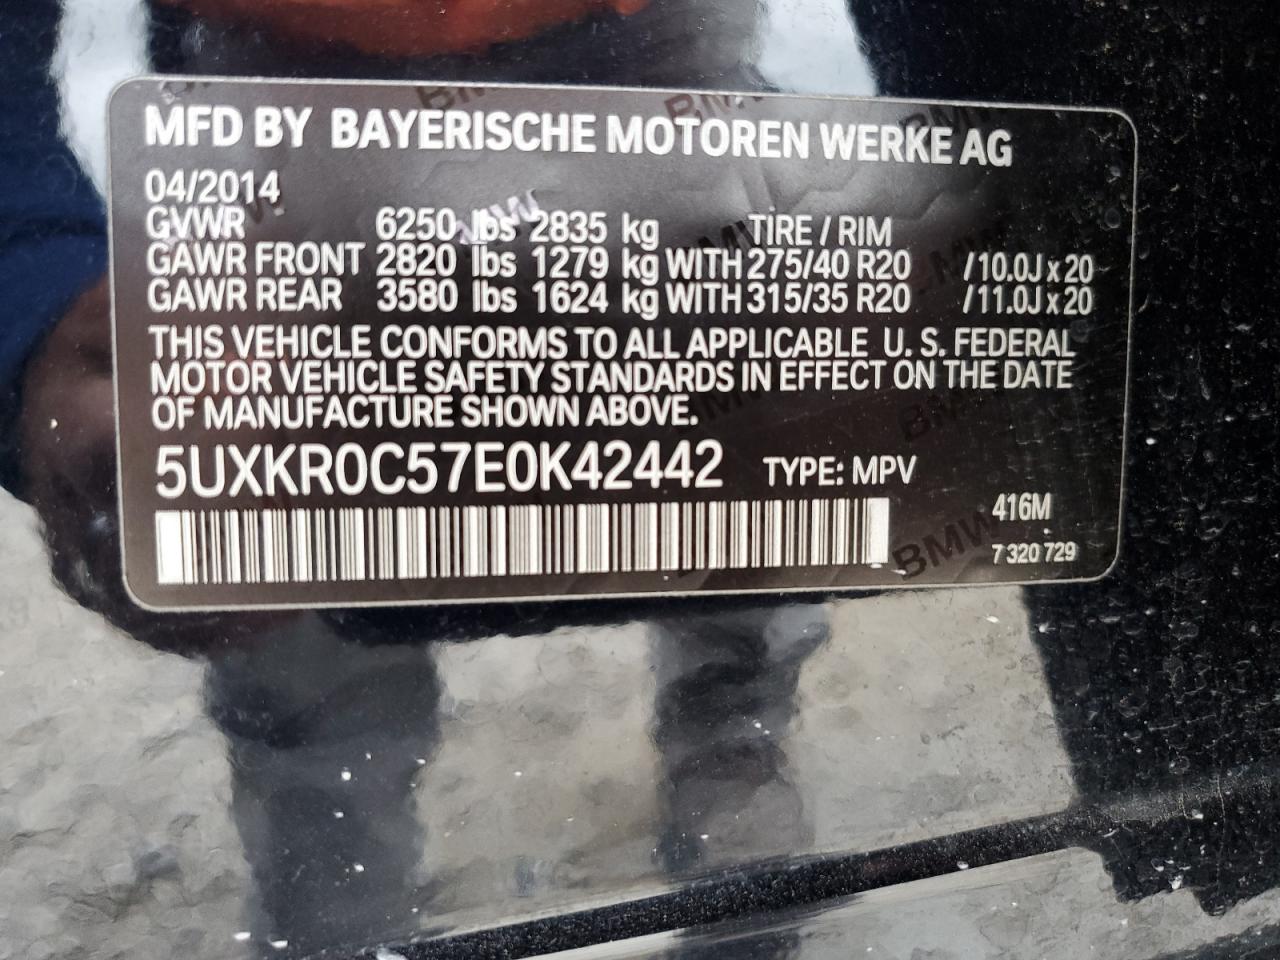 MFD BY BAYERISCHE MOTOREN WERKE AG
04/2014
GVWR 6250 lbs 2835 kg TIRE / RIM
GAWR FRONT 2820 lbs 1279 kg WITH 275/40 R20 /10.0J x 20
GAWR REAR 3580 lbs 1624 kg WITH 315/35 R20 /11.0J x 20
THIS VEHICLE CONFORMS TO ALL APPLICABLE U. S. FEDERAL
MOTOR VEHICLE SAFETY STANDARDS IN EFFECT ON THE DATE
OF MANUFACTURE SHOWN ABOVE.
5UXKR0C57E0K42442 TYPE: MPV
416M
BMW
7 320 729